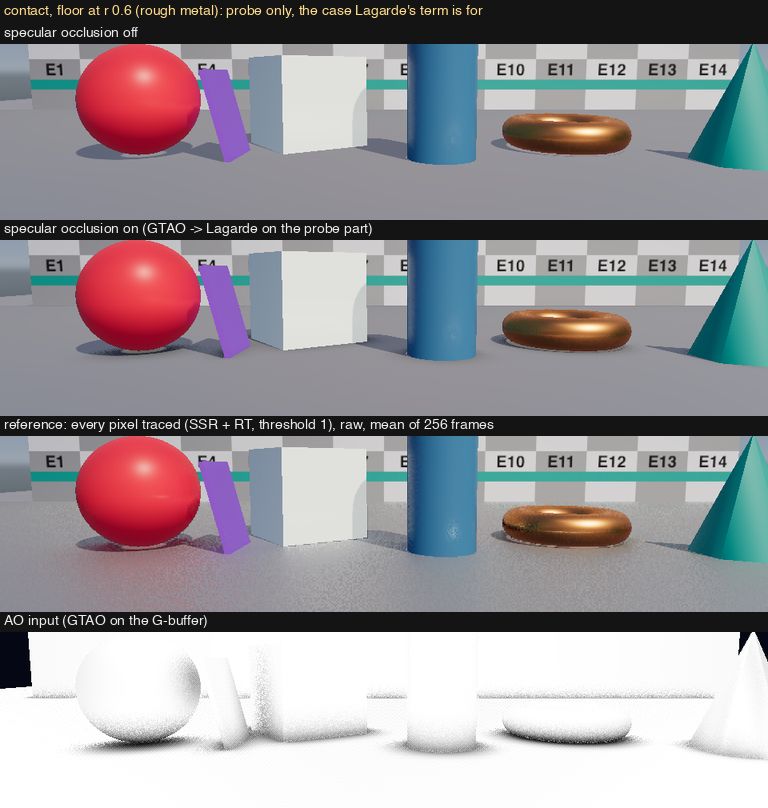 contact, floor at r 0.6 (rough metal): probe only, the case Lagarde's term is for
specular occlusion off
E1 E4 E10 E11 E12 E13 E14
specular occlusion on (GTAO -> Lagarde on the probe part)
E1 E4 E10 E11 E12 E13 E14
reference: every pixel traced (SSR + RT, threshold 1), raw, mean of 256 frames
E1 E4 E10 E11 E12 E13 E14
AO input (GTAO on the G-buffer)